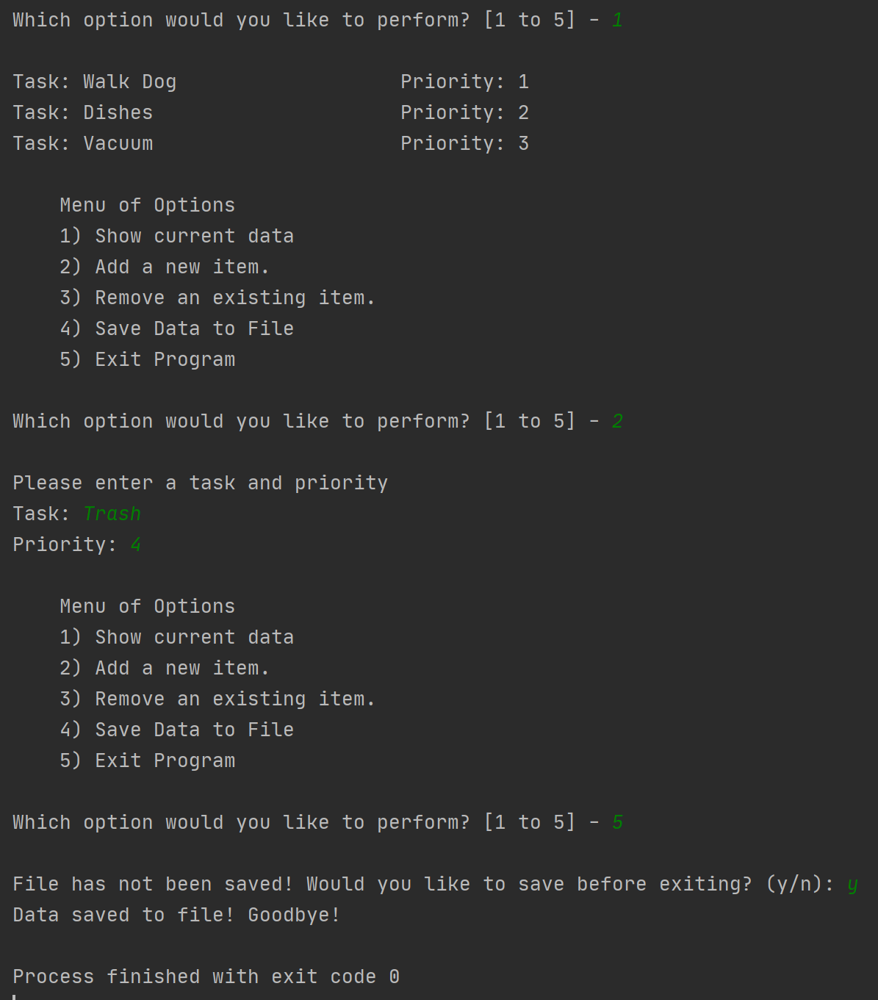 Which option would you like to perform? [1 to 5] - 1
Task: Walk Dog                   Priority: 1
Task: Dishes                     Priority: 2
Task: Vacuum                     Priority: 3
Menu of Options
1) Show current data
2) Add a new item.
3) Remove an existing item.
4) Save Data to File
5) Exit Program
Which option would you like to perform? [1 to 5] - 2
Please enter a task and priority
Task: Trash
Priority: 4
Menu of Options
1) Show current data
2) Add a new item.
3) Remove an existing item.
4) Save Data to File
5) Exit Program
Which option would you like to perform? [1 to 5] - 5
File has not been saved! Would you like to save before exiting? (y/n): y
Data saved to file! Goodbye!
Process finished with exit code 0